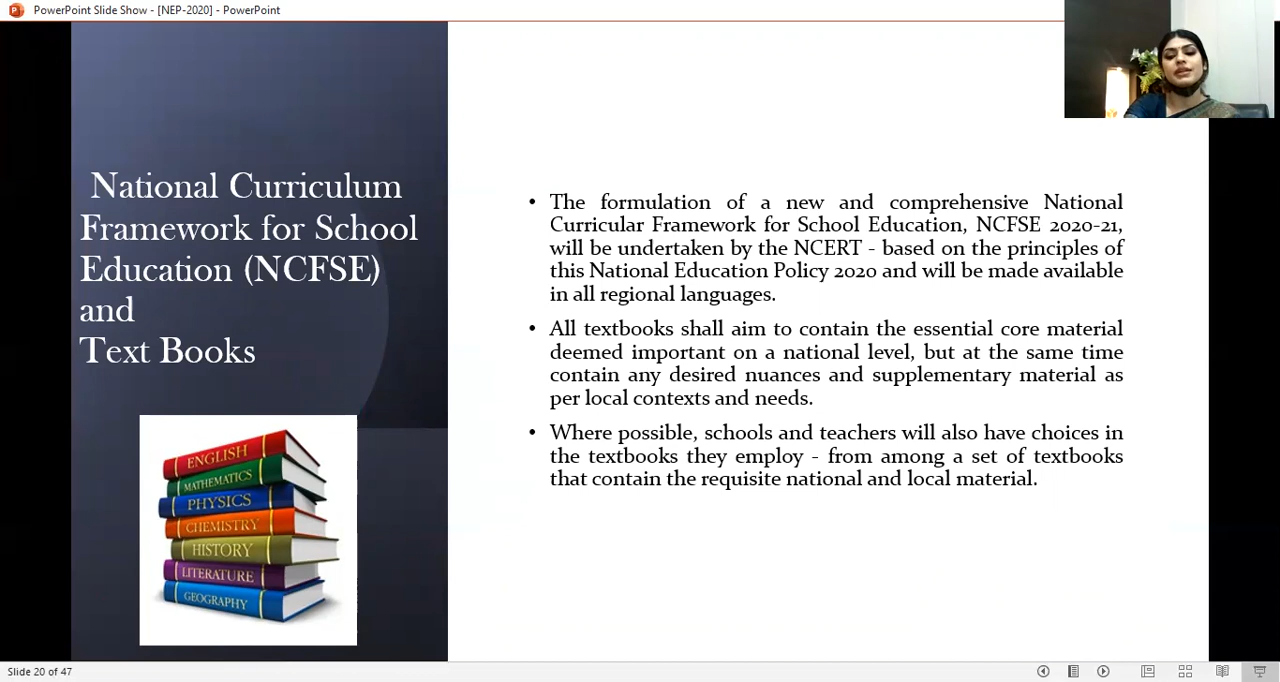 PowerPoint Slide Show - [NEP-2020] - PowerPoint
National Curriculum
Framework for School
Education (NCFSE)
and
Text Books
ENGLISH
MATHEMATICS
PHYSICS
CHEMISTRY
HISTORY
LITERATURE
GEOGRAPHY
• The formulation of a new and comprehensive National
Curricular Framework for School Education, NCFSE 2020-21,
will be undertaken by the NCERT - based on the principles of
this National Education Policy 2020 and will be made available
in all regional languages.
• All textbooks shall aim to contain the essential core material
deemed important on a national level, but at the same time
contain any desired nuances and supplementary material as
per local contexts and needs.
• Where possible, schools and teachers will also have choices in
the textbooks they employ - from among a set of textbooks
that contain the requisite national and local material.
Slide 20 of 47